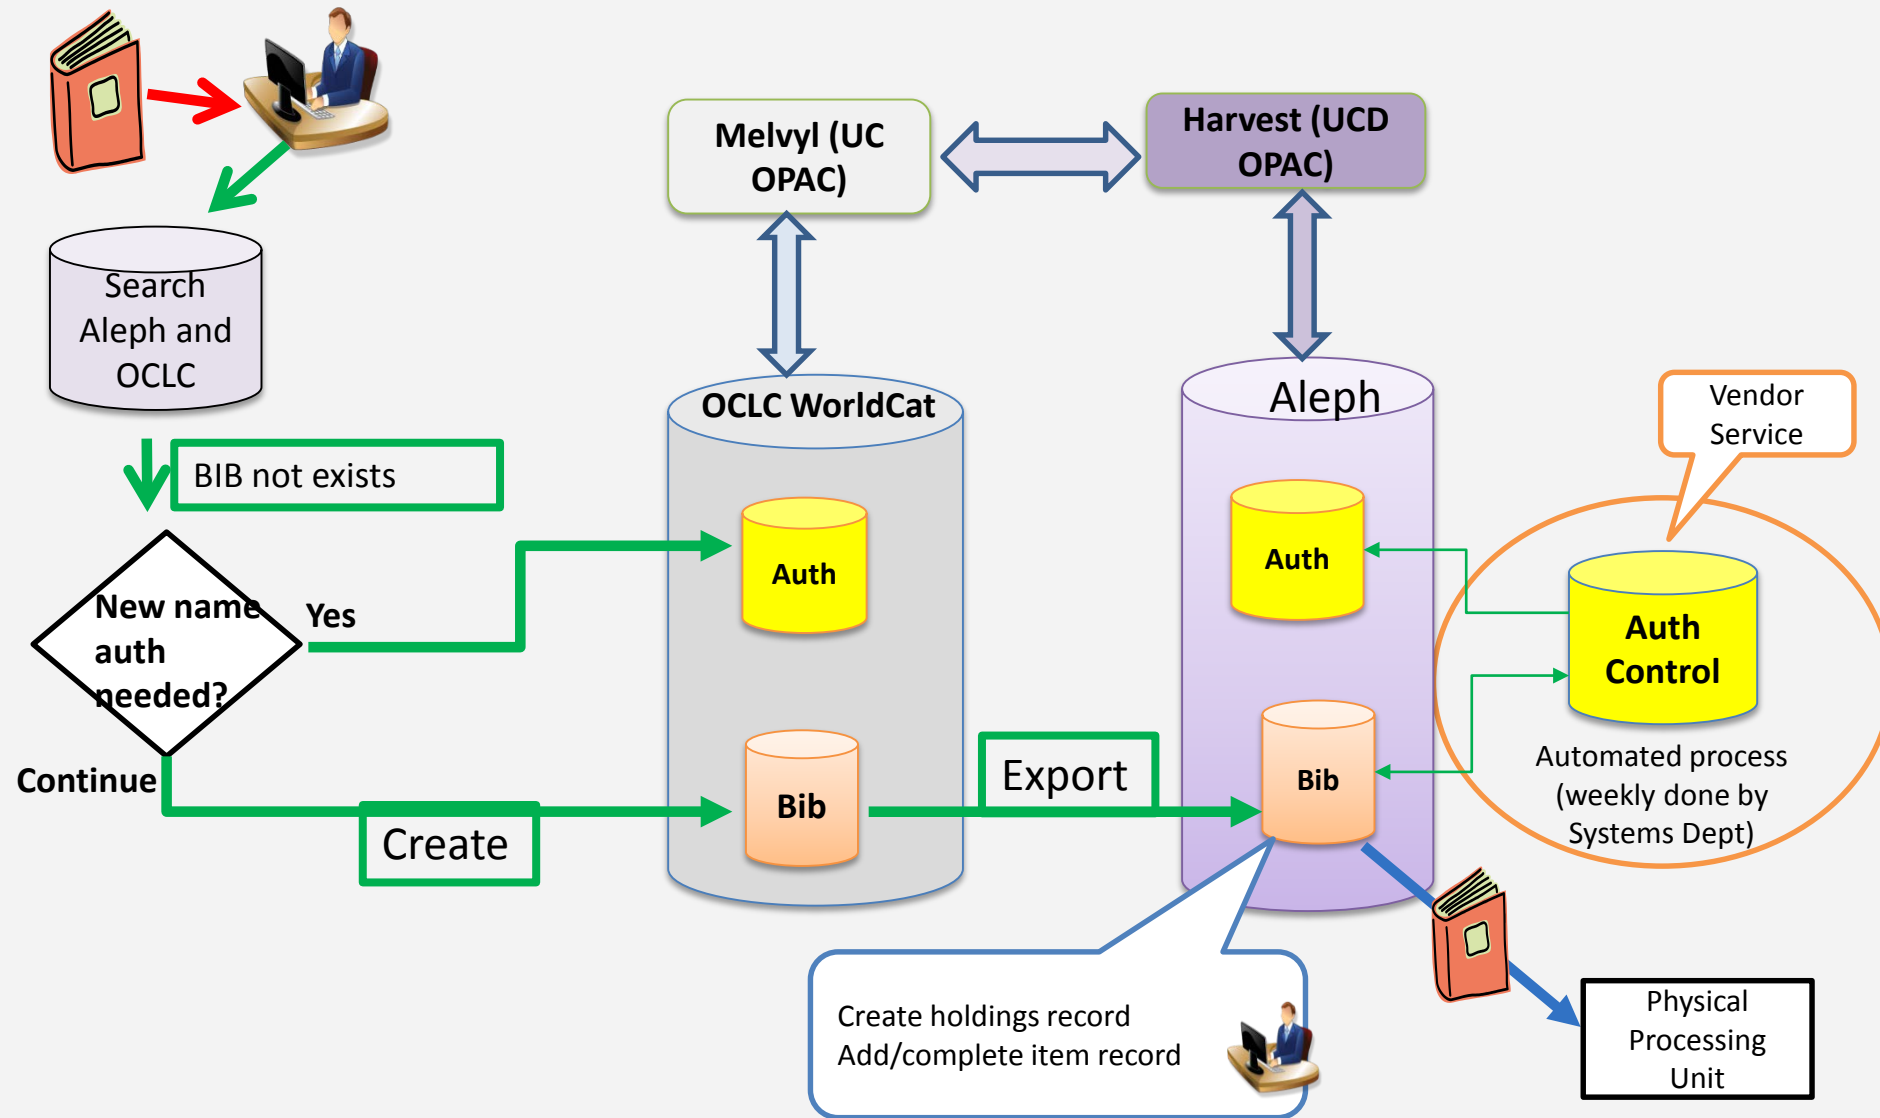 Melvyl (UC
OPAC)
Harvest (UCD
OPAC)
Search
Aleph and
OCLC
BIB not exists
New name
auth
needed?
Yes
Continue
Create
OCLC WorldCat
Auth
Bib
Export
Aleph
Auth
Bib
Vendor
Service
Auth
Control
Automated process
(weekly done by
Systems Dept)
Create holdings record
Add/complete item record
Physical
Processing
Unit